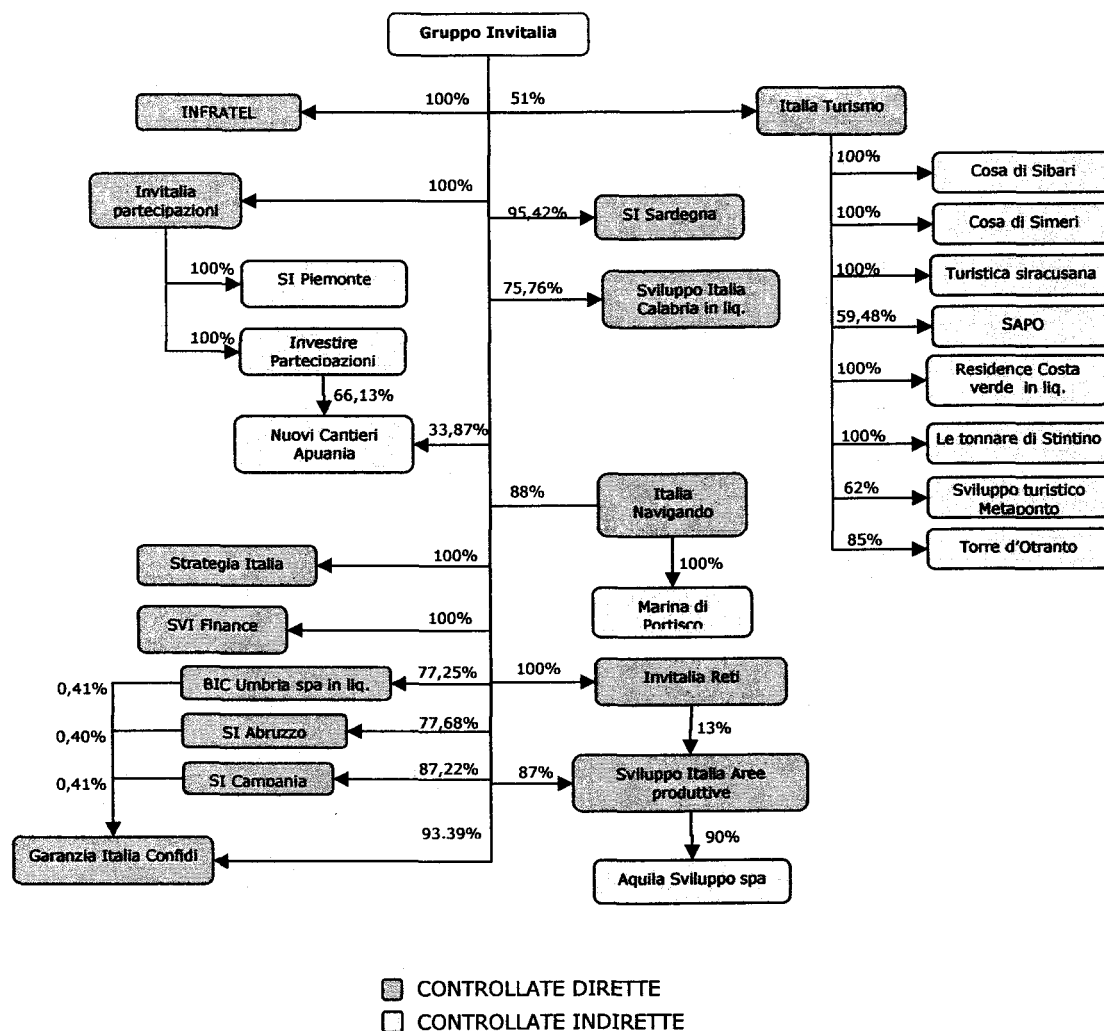 Gruppo Invitalia
100%
51%
INFRATEL
Italia Turismo
100%
Cosa di Sibari
Invitalia
partecipazioni
100%
95,42%
SI Sardegna
100%
Cosa di Simeri
100%
SI Piemonte
75,76%
Sviluppo Italia
Calabria in liq.
100%
Turistica siracusana
59,48%
SAPO
100%
Investire
Partecipazioni
100%
Residence Costa
verde in liq.
66,13%
Nuovi Cantieri
Apuania
33,87%
100%
Le tonnare di Stintino
88%
Italia
Navigando
62%
Sviluppo turistico
Metaponto
85%
Torre d'Otranto
Strategia Italia
100%
100%
Marina di
Portisco
SVI Finance
100%
0,41%
BIC Umbria spa in liq.
77,25%
100%
Invitalia Reti
0,40%
SI Abruzzo
77,68%
13%
0,41%
SI Campania
87,22%
87%
Sviluppo Italia Aree
produttive
93.39%
Garanzia Italia Confidi
90%
Aquila Sviluppo spa
CONTROLLATE DIRETTE
CONTROLLATE INDIRETTE